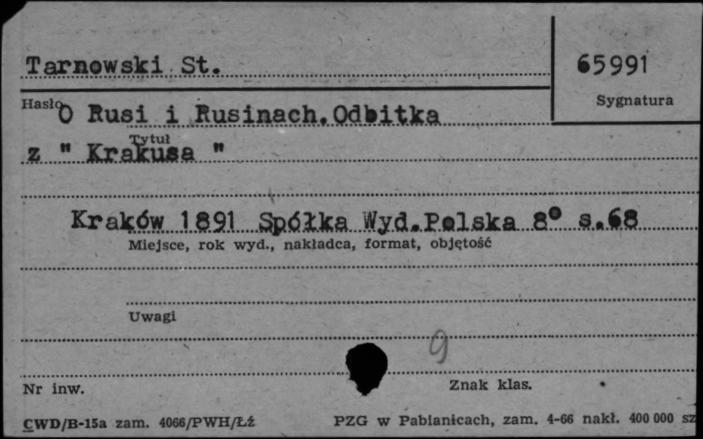 Tarnowski St.
65991
Hasło
Sygnatura
O Rusi i Rusinach.Odbitka
Tytuł
z " Krakusa "
Kraków 1891 Spółka Wyd.Polska 8° s.68
Miejsce, rok wyd., nakładca, format, objętość
Uwagi
9
Nr inw.
Znak klas.
CWD/B-15a zam. 4066/PWH/Łź
PZG w Pabianicach, zam. 4-66 nakł. 400 000 sz